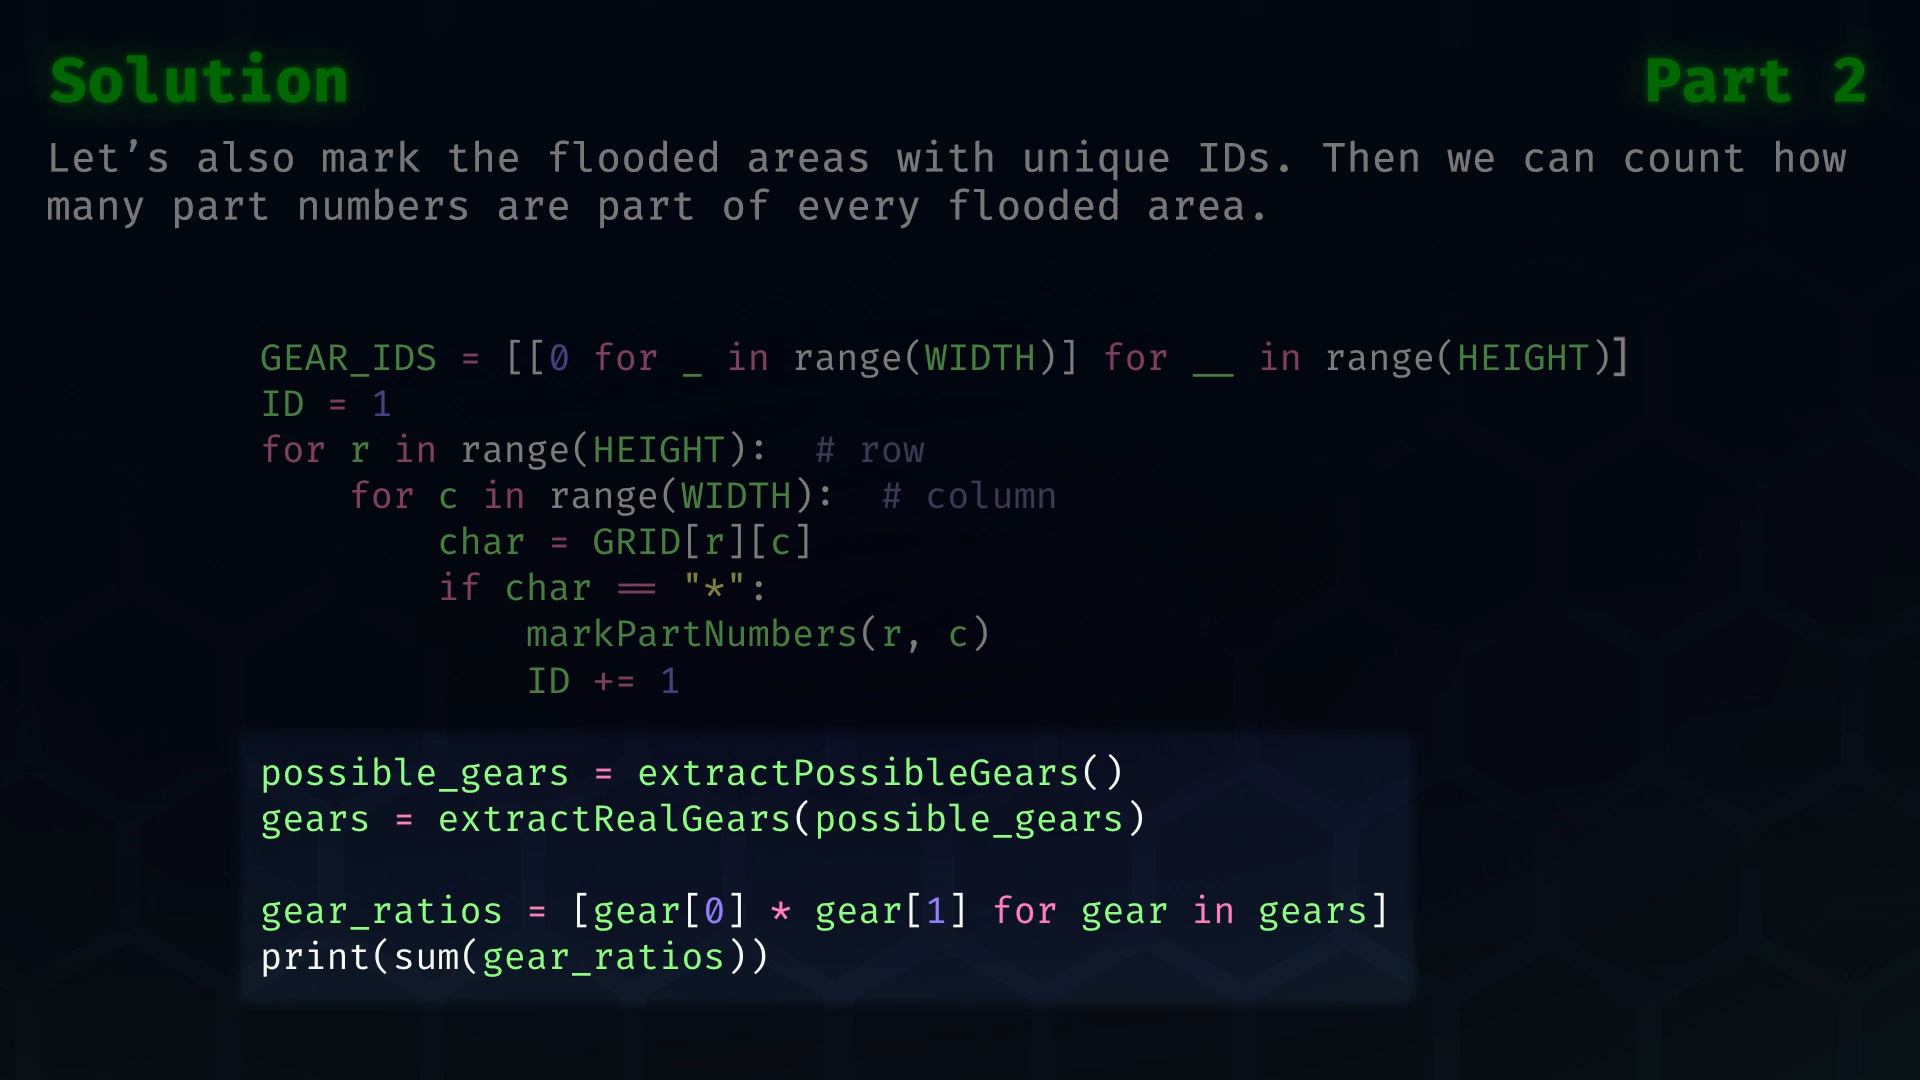 Solution
Part 2
Let’s also mark the flooded areas with unique IDs. Then we can count how
many part numbers are part of every flooded area.
GEAR_IDS = [[0 for _ in range(WIDTH)] for __ in range(HEIGHT)]
ID = 1
for r in range(HEIGHT):  # row
    for c in range(WIDTH):  # column
        char = GRID[r][c]
        if char == "*":
            markPartNumbers(r, c)
            ID += 1
possible_gears = extractPossibleGears()
gears = extractRealGears(possible_gears)
gear_ratios = [gear[0] * gear[1] for gear in gears]
print(sum(gear_ratios))